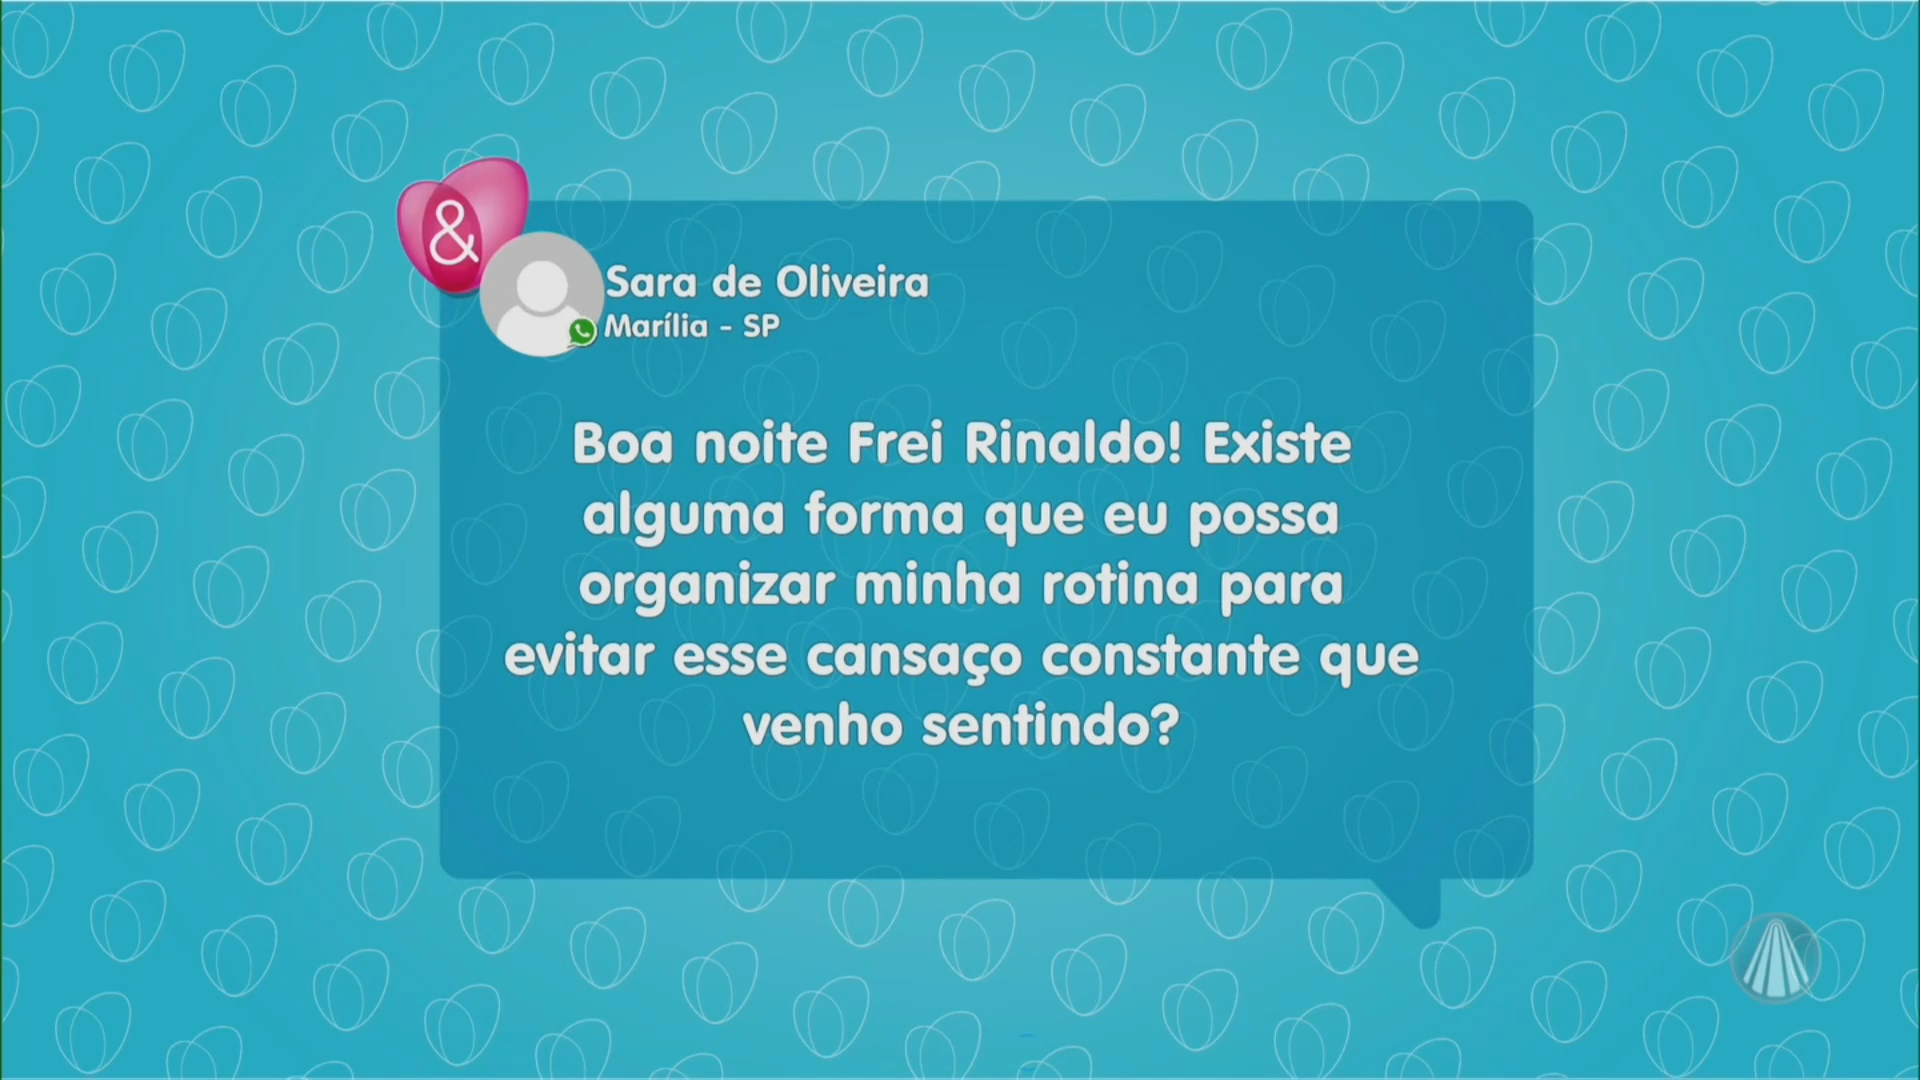 &
Sara de Oliveira
Marília - SP
Boa noite Frei Rinaldo! Existe
alguma forma que eu possa
organizar minha rotina para
evitar esse cansaço constante que
venho sentindo?